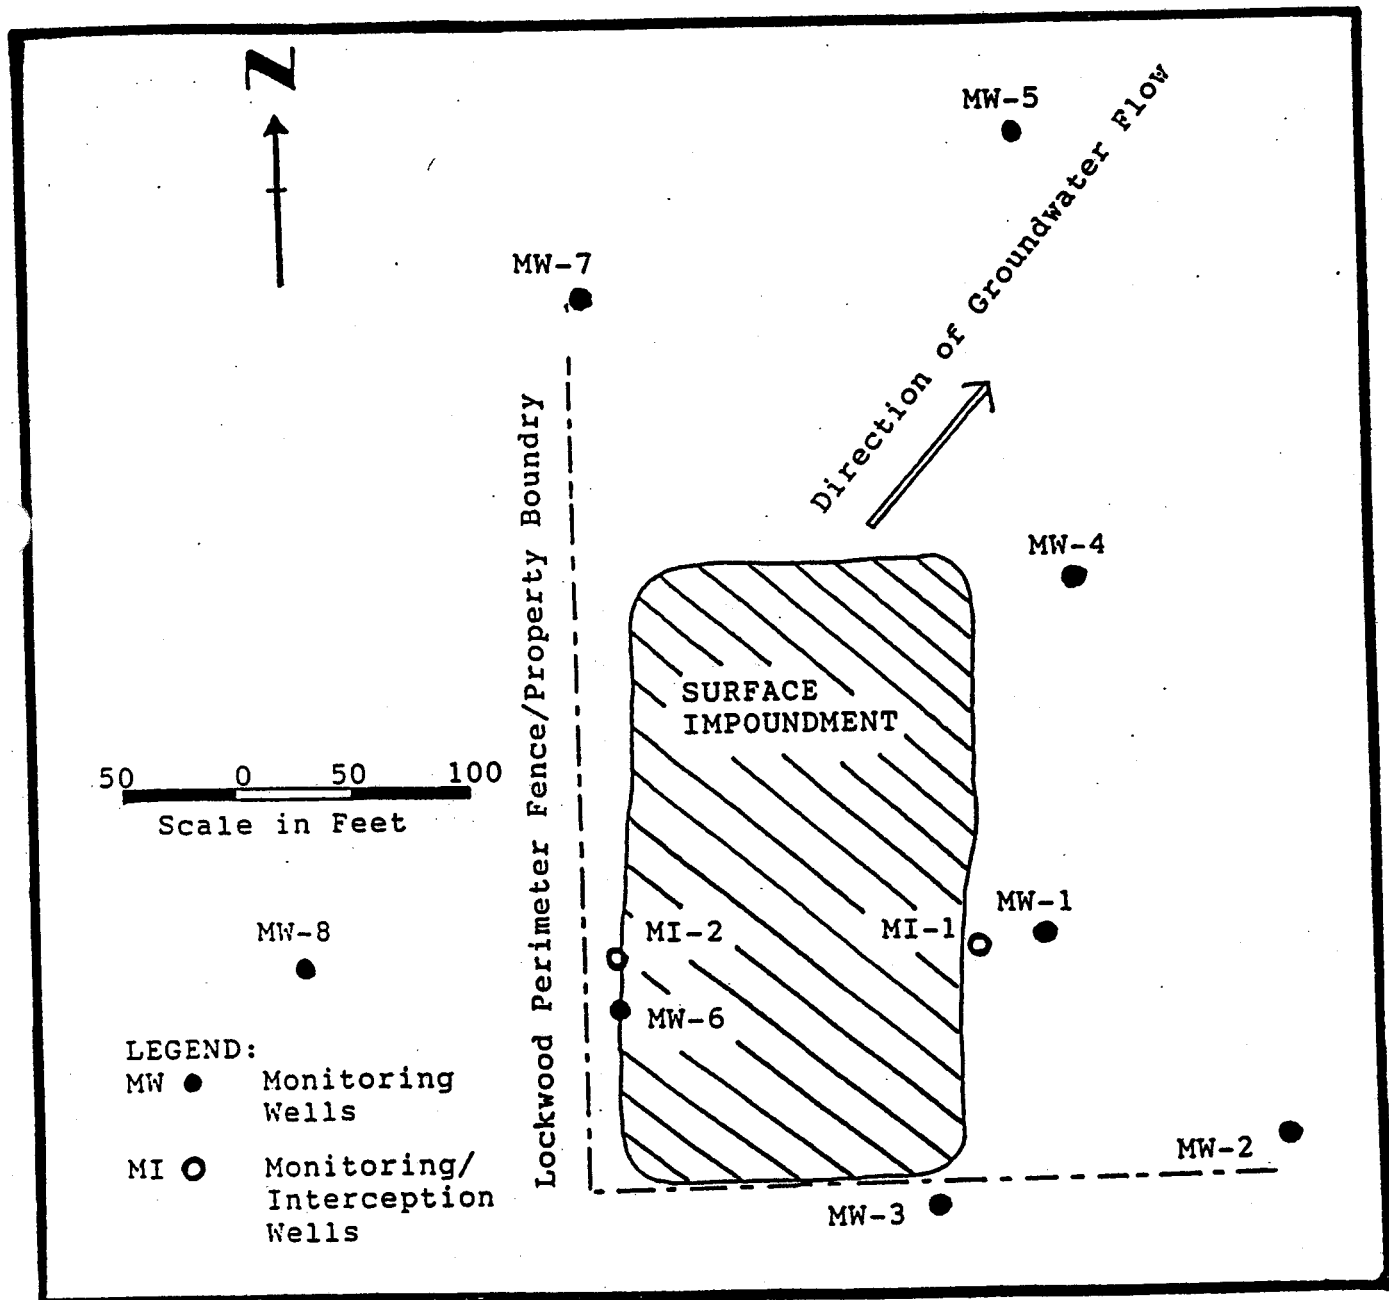 N
MW-5
Direction of Groundwater Flow
MW-7
Lockwood Perimeter Fence/Property Boundry
MW-4
SURFACE
IMPOUNDMENT
50 0 50 100
Scale in Feet
MW-8
MI-2
MI-1
MW-1
MW-6
LEGEND:
MW Monitoring
Wells
MI Monitoring/
Interception
Wells
MW-2
MW-3